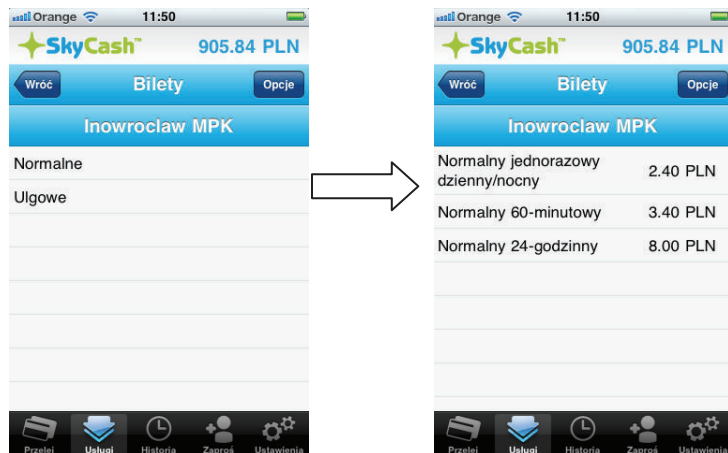 Orange 11:50
SkyCash™ 905.84 PLN
Wróć Bilety Opcje
Inowroclaw MPK
Normalne
Ulgowe
Przelej Usługi Historia Zaproś Ustawienia
Orange 11:50
SkyCash™ 905.84 PLN
Wróć Bilety Opcje
Inowroclaw MPK
Normalny jednorazowy
dzienny/nocny 2.40 PLN
Normalny 60-minutowy 3.40 PLN
Normalny 24-godzinny 8.00 PLN
Przelej Usługi Historia Zaproś Ustawienia